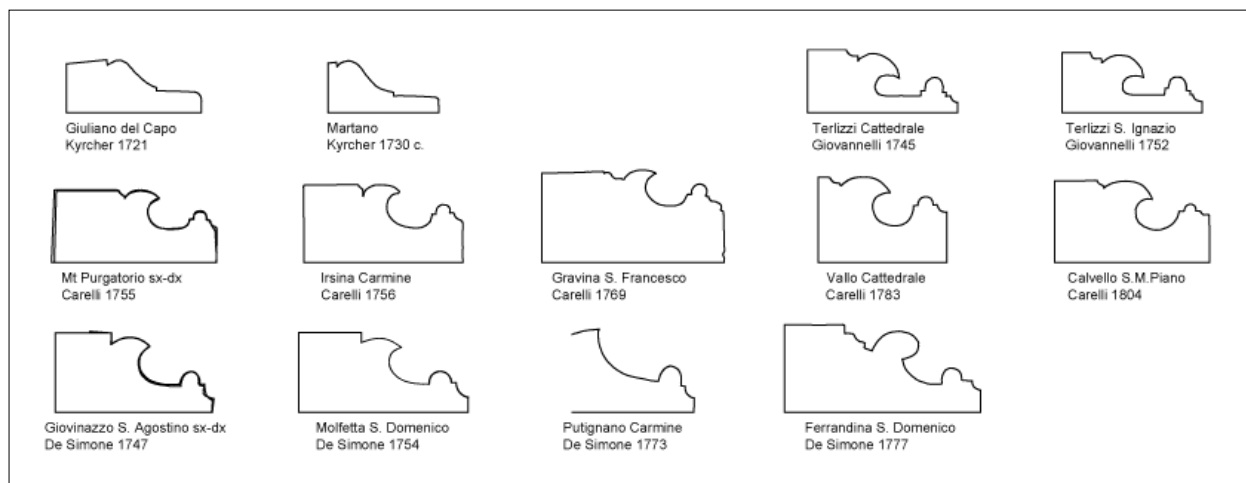 Giuliano del Capo
Kyrcher 1721
Martano
Kyrcher 1730 c.
Terlizzi Cattedrale
Giovannelli 1745
Terlizzi S. Ignazio
Giovannelli 1752
Mt Purgatorio sx-dx
Carelli 1755
Irsina Carmine
Carelli 1756
Gravina S. Francesco
Carelli 1769
Vallo Cattedrale
Carelli 1783
Calvello S.M.Piano
Carelli 1804
Giovinazzo S. Agostino sx-dx
De Simone 1747
Molfetta S. Domenico
De Simone 1754
Putignano Carmine
De Simone 1773
Ferrandina S. Domenico
De Simone 1777